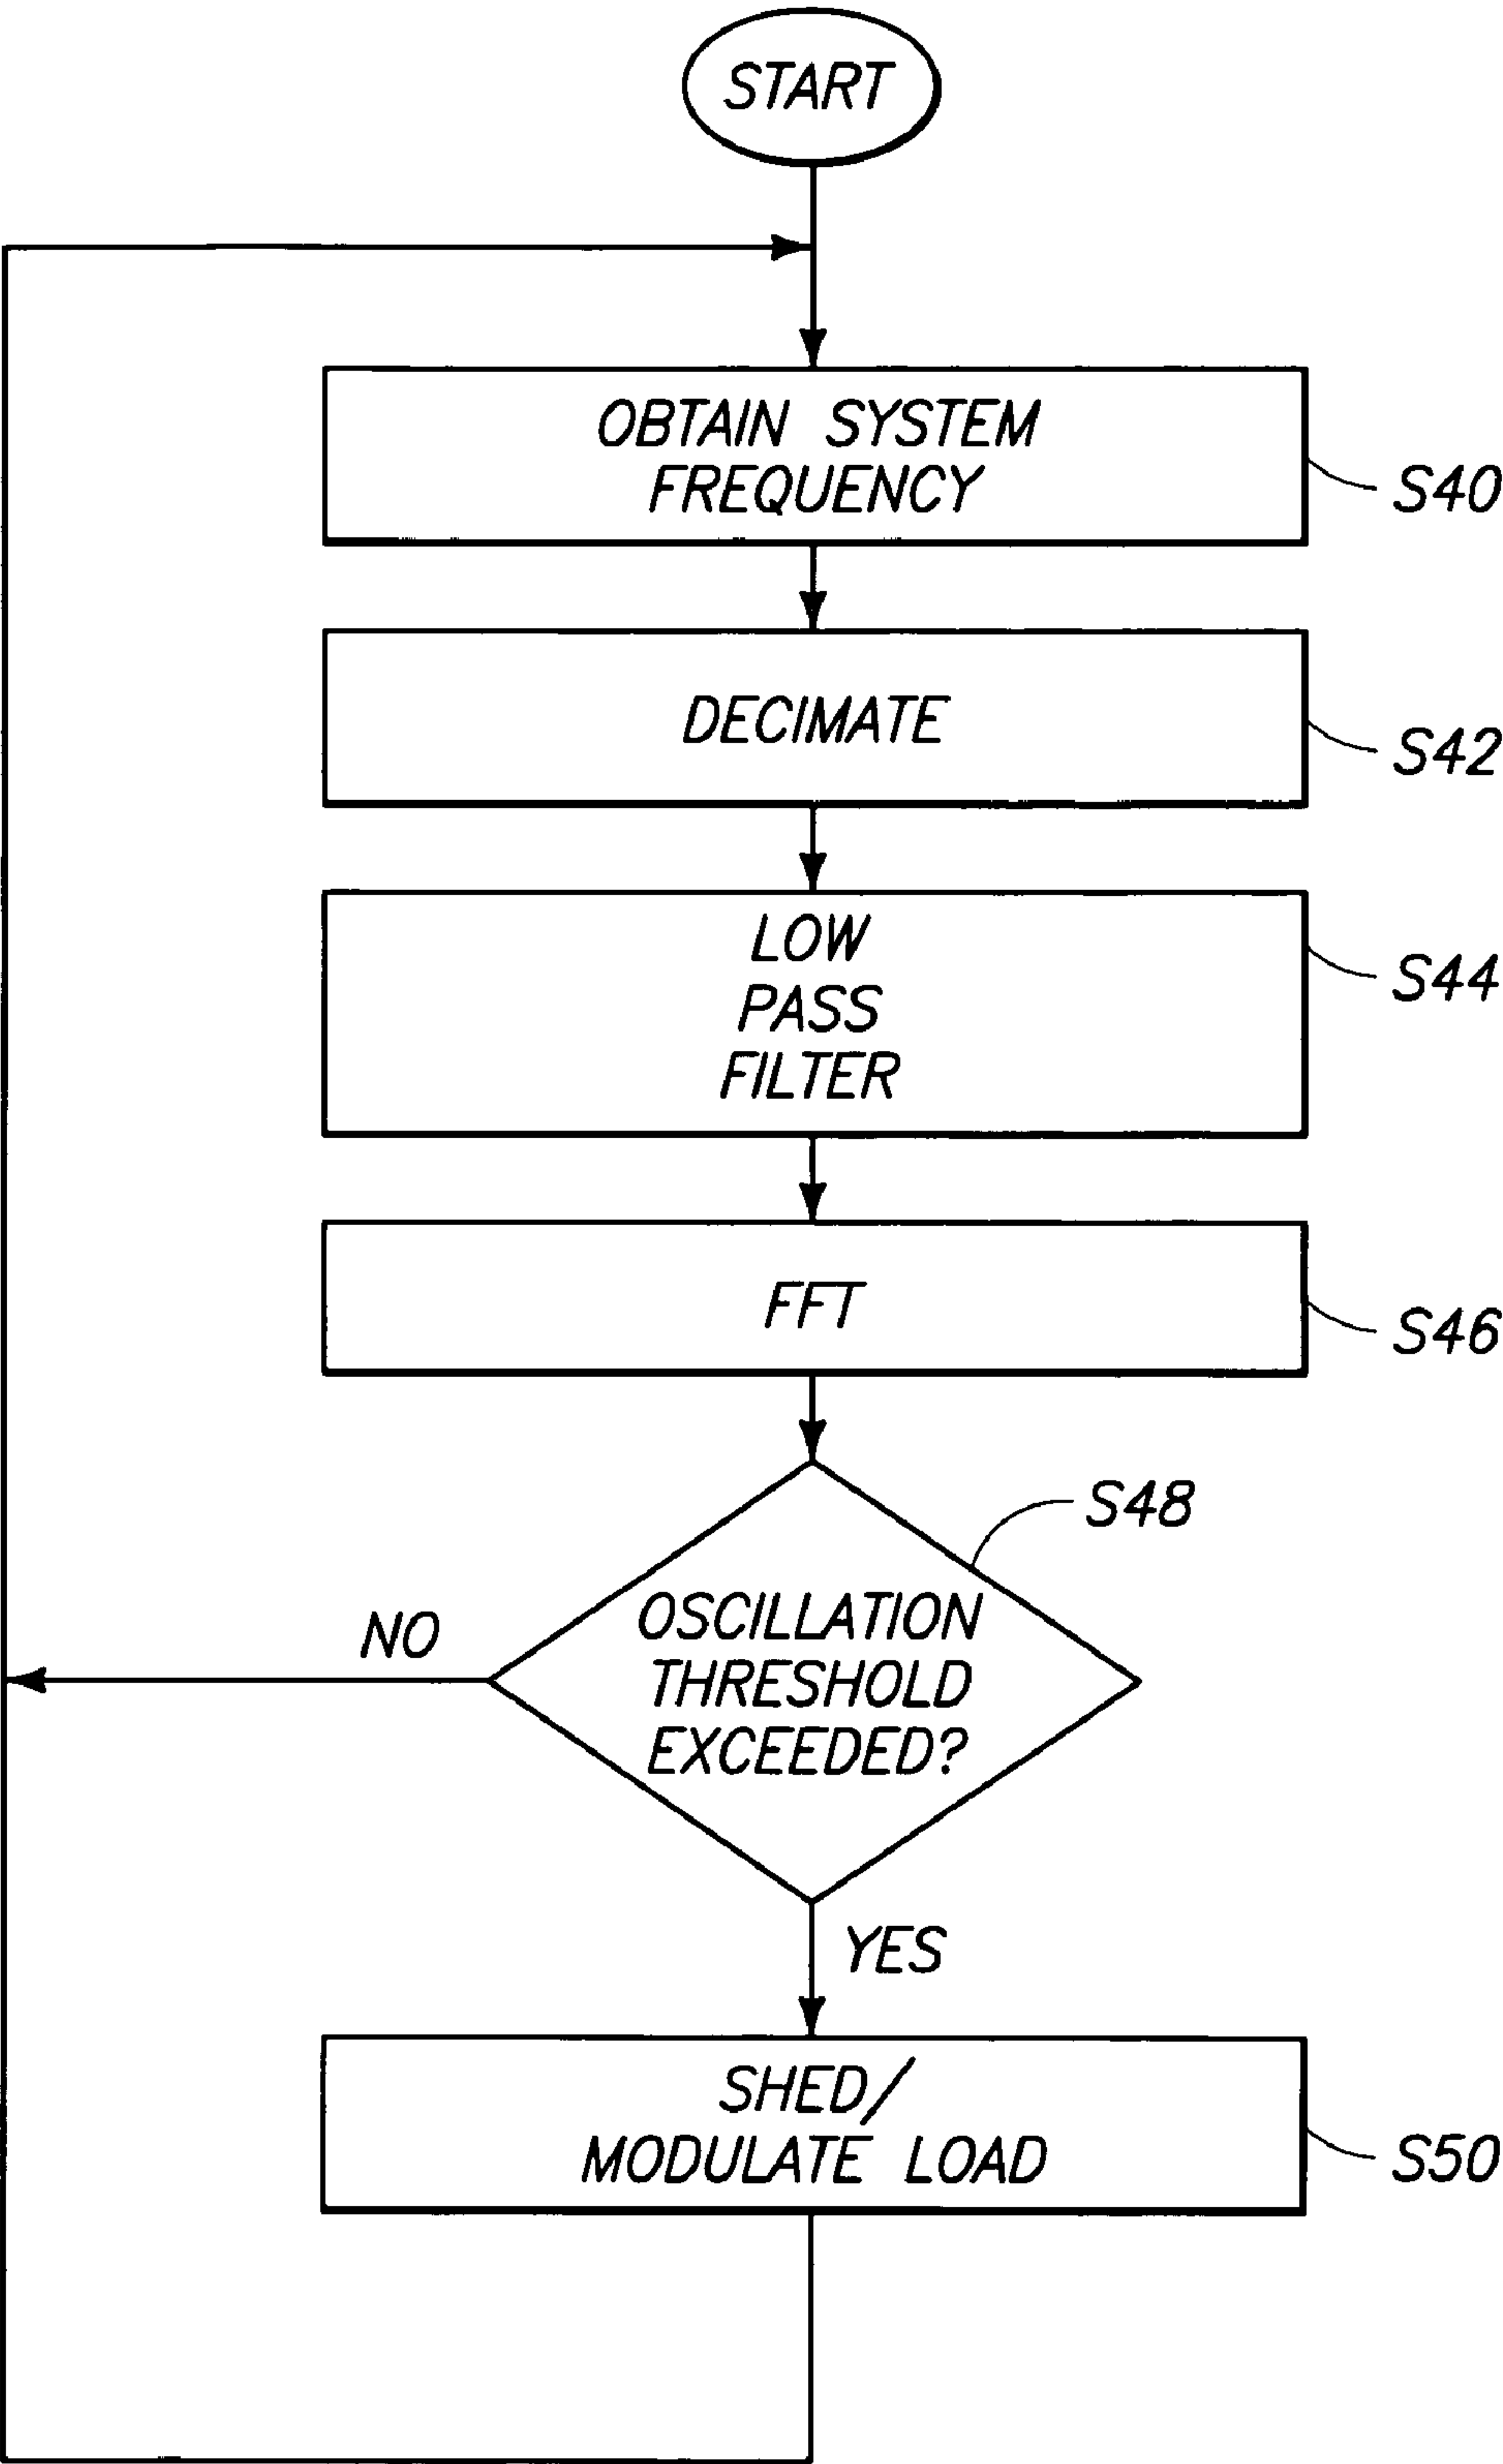 START
OBTAIN SYSTEM
FREQUENCY
S40
DECIMATE
S42
LOW
PASS
FILTER
S44
FFT
S46
S48
OSCILLATION
THRESHOLD
EXCEEDED?
NO
YES
SHED/
MODULATE LOAD
S50